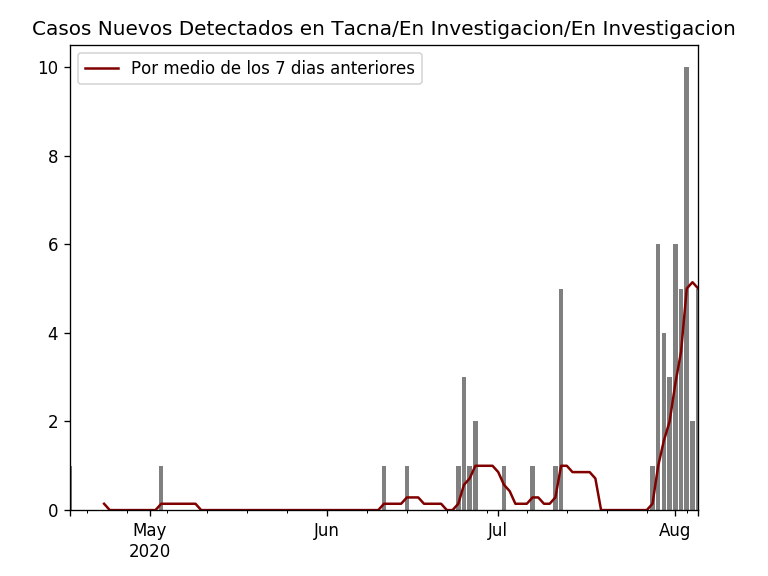 Casos Nuevos Detectados en Tacna/En Investigacion/En Investigacion
Por medio de los 7 dias anteriores
10
8
6
4
2
0
May Jun Jul Aug
2020